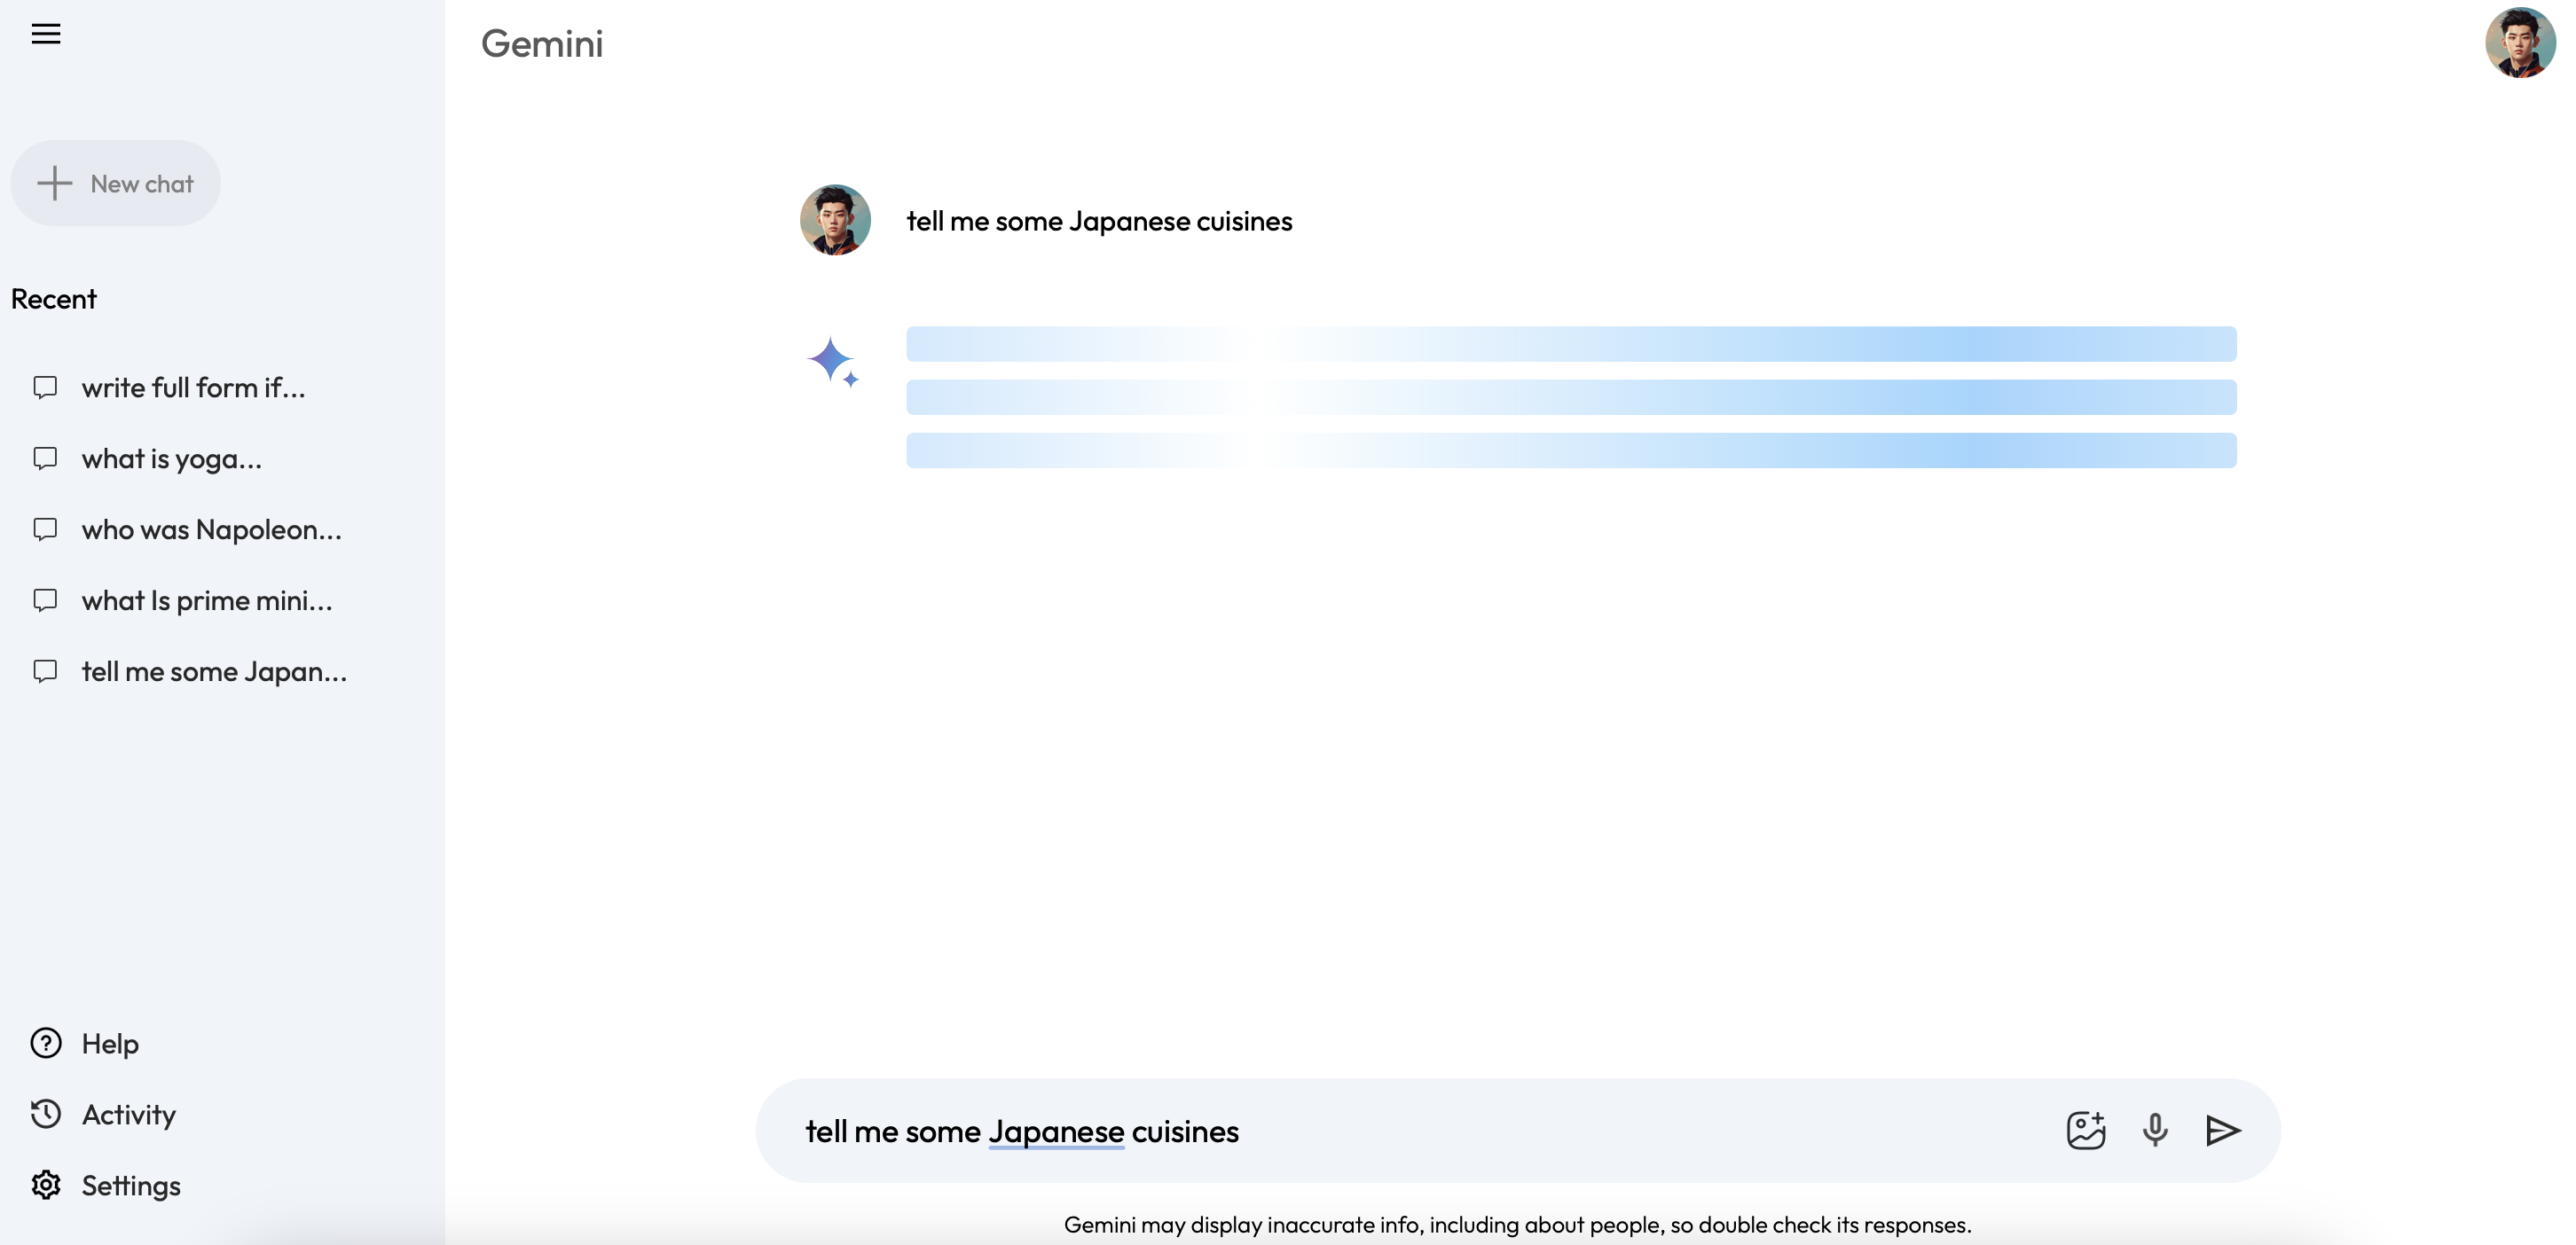 Gemini
New chat
Recent
write full form if...
what is yoga...
who was Napoleon...
what Is prime mini...
tell me some Japan...
Help
Activity
Settings
tell me some Japanese cuisines
tell me some Japanese cuisines
Gemini may display inaccurate info, including about people, so double check its responses.